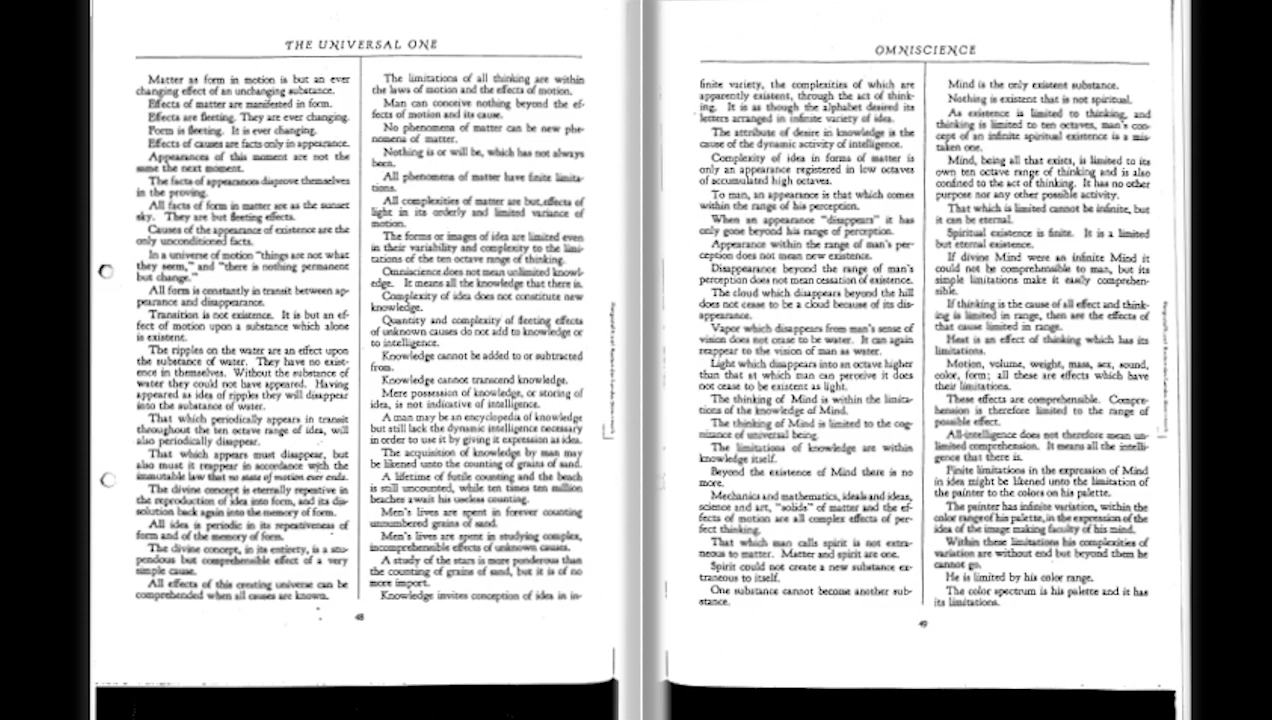 THE UNIVERSAL ONE
Matter as form in motion is but an ever
changing effect of an unchanging substance.
Effects of matter are manifested in form.
Effects are fleeting. They are ever changing.
Form is fleeting. It is ever changing.
Effects of causes are facts only in appearance.
Appearances of this moment are not the
same the next moment.
The facts of appearances disprove themselves
in the proving.
All facts of form in matter are as the sunset
sky. They are but fleeting effects.
Causes of the appearance of existence are the
only unconditioned facts.
In a universe of motion "things are not what
they seem," and "there is nothing permanent
but change."
All form is constantly in transit between ap-
pearance and disappearance.
Transition is not existence. It is but an ef-
fect of motion upon a substance which alone
is existent.
The ripples on the water are an effect upon
the substance of water. They have no exist-
ence in themselves. Without the substance of
water they could not have appeared. Having
appeared as idea of ripples they will disappear
into the substance of water.
That which periodically appears in transit
throughout the ten octave range of idea, will
also periodically disappear.
That which appears must disappear, but
also must it reappear in accordance with the
immutable law that no state of motion ever ends.
The divine concept is eternally repetitive in
the reproduction of idea into form, and its dis-
solution back again into the memory of form.
All idea is periodic in its repetitiveness of
form and of the memory of form.
The divine concept, in its entirety, is a stu-
pendous but comprehensible effect of a very
simple cause.
All effects of this creating universe can be
comprehended when all causes are known.
The limitations of all thinking are within
the laws of motion and the effects of motion.
Man can conceive nothing beyond the ef-
fects of motion and its cause.
No phenomena of matter can be new phe-
nomena of matter.
Nothing is or will be, which has not always
been.
All phenomena of matter have finite limita-
tions.
All complexities of matter are but effects of
light in its orderly and limited variance of
motion.
The forms or images of idea are limited even
in their variability and complexity to the limi-
tations of the ten octave range of thinking.
Omniscience does not mean unlimited knowl-
edge. It means all the knowledge that there is.
Complexity of idea does not constitute new
knowledge.
Quantity and complexity of fleeting effects
of unknown causes do not add to knowledge or
to intelligence.
Knowledge cannot be added to or subtracted
from.
Knowledge cannot transcend knowledge.
Mere possession of knowledge, or storing of
idea, is not indicative of intelligence.
A man may be an encyclopedia of knowledge
but still lack the dynamic intelligence necessary
in order to use it by giving it expression as idea.
The acquisition of knowledge by man may
be likened unto the counting of grains of sand.
A lifetime of futile counting and the beach
is still uncounted, while ten times ten million
beaches await his useless counting.
Men's lives are spent in forever counting
unnumbered grains of sand.
Men's lives are spent in studying complex,
incomprehensible effects of unknown causes.
A study of the stars is more ponderous than
the counting of grains of sand, but it is of no
more import.
Knowledge invites conception of idea in in-
48
OMNISCIENCE
finite variety, the complexities of which are
apparently existent, through the act of think-
ing. It is as though the alphabet desired its
letters arranged in infinite variety of idea.
The attribute of desire in knowledge is the
cause of the dynamic activity of intelligence.
Complexity of idea in forms of matter is
only an appearance registered in low octaves
of accumulated high octaves.
To man, an appearance is that which comes
within the range of his perception.
When an appearance "disappears" it has
only gone beyond his range of perception.
Appearance within the range of man's per-
ception does not mean new existence.
Disappearance beyond the range of man's
perception does not mean cessation of existence.
The cloud which disappears beyond the hill
does not cease to be a cloud because of its dis-
appearance.
Vapor which disappears from man's sense of
vision does not cease to be water. It can again
reappear to the vision of man as water.
Light which disappears into an octave higher
than that at which man can perceive it does
not cease to be existent as light.
The thinking of Mind is within the limita-
tions of the knowledge of Mind.
The thinking of Mind is limited to the cog-
nizance of universal being.
The limitations of knowledge are within
knowledge itself.
Beyond the existence of Mind there is no
more.
Mechanics and mathematics, ideals and ideas,
science and art, "solids" of matter and the ef-
fects of motion are all complex effects of per-
fect thinking.
That which man calls spirit is not extra-
neous to matter. Matter and spirit are one.
Spirit could not create a new substance ex-
traneous to itself.
One substance cannot become another sub-
stance.
Mind is the only existent substance.
Nothing is existent that is not spiritual.
As existence is limited to thinking, and
thinking is limited to ten octaves, man's con-
cept of an infinite spiritual existence is a mis-
taken one.
Mind, being all that exists, is limited to its
own ten octave range of thinking and is also
confined to the act of thinking. It has no other
purpose nor any other possible activity.
That which is limited cannot be infinite, but
it can be eternal.
Spiritual existence is finite. It is a limited
but eternal existence.
If divine Mind were an infinite Mind it
could not be comprehensible to man, but its
simple limitations make it easily comprehen-
sible.
If thinking is the cause of all effect and think-
ing is limited in range, then are the effects of
that cause limited in range.
Heat is an effect of thinking which has its
limitations.
Motion, volume, weight, mass, sex, sound,
color, form; all these are effects which have
their limitations.
These effects are comprehensible. Compre-
hension is therefore limited to the range of
possible effect.
All-intelligence does not therefore mean un-
limited comprehension. It means all the intelli-
gence that there is.
Finite limitations in the expression of Mind
in idea might be likened unto the limitation of
the painter to the colors on his palette.
The painter has infinite variation, within the
color range of his palette, in the expression of the
idea of the image making faculty of his mind.
Within these limitations his complexities of
variation are without end but beyond them he
cannot go.
He is limited by his color range.
The color spectrum is his palette and it has
its limitations.
49